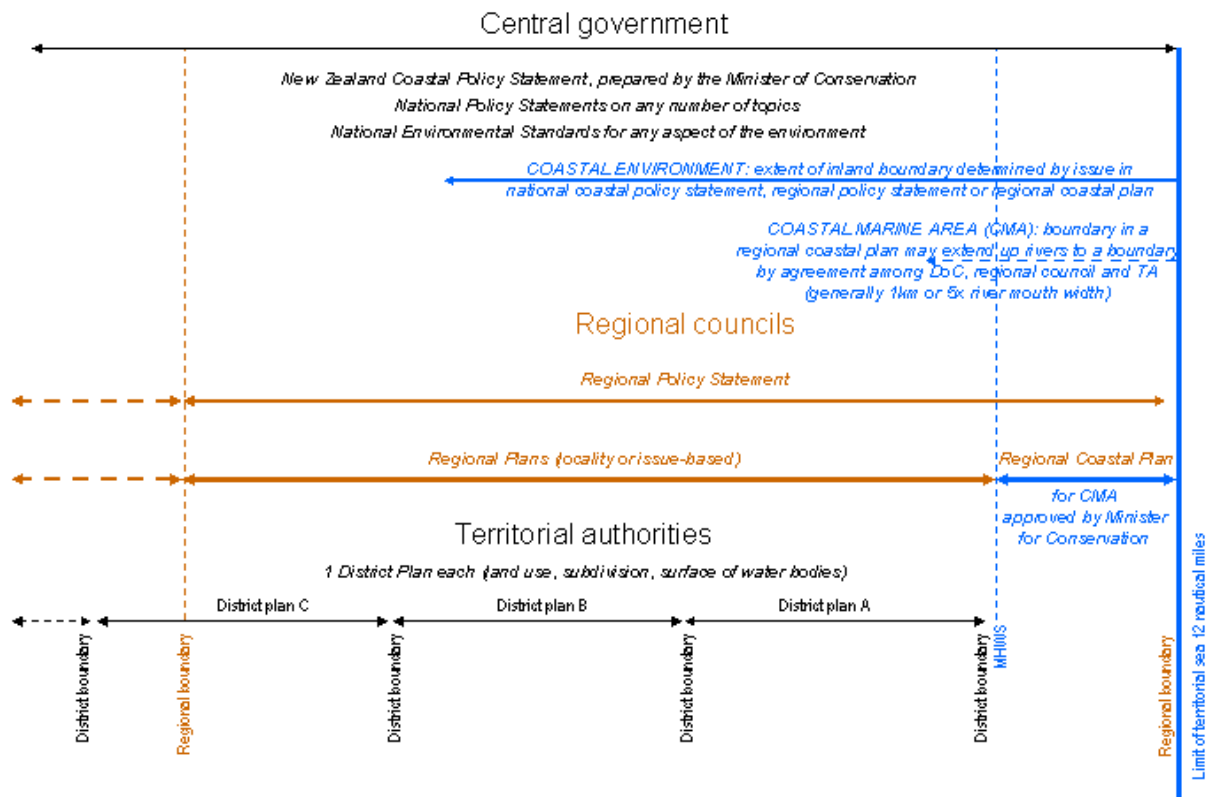 Central government
New Zealand Coastal Policy Statement, prepared by the Minister of Conservation
National Policy Statements on any number of topics
National Environmental Standards for any aspect of the environment
COASTAL ENVIRONMENT: extent of inland boundary determined by issue in
national coastal policy statement, regional policy statement or regional coastal plan
COASTAL MARINE AREA (CMA): boundary in a
regional coastal plan may extend up rivers to a boundary
by agreement among DoC, regional council and TA
(generally 1km or 5x river mouth width)
Regional councils
Regional Policy Statement
Regional Plans (locality or issue-based)
Regional Coastal Plan
for CMA
approved by Minister
for Conservation
Territorial authorities
1 District Plan each (land use, subdivision, surface of water bodies)
District plan C
District plan B
District plan A
District boundary
Regional boundary
District boundary
District boundary
District boundary
MHWS
Regional boundary
Limit of territorial sea 12 nautical miles